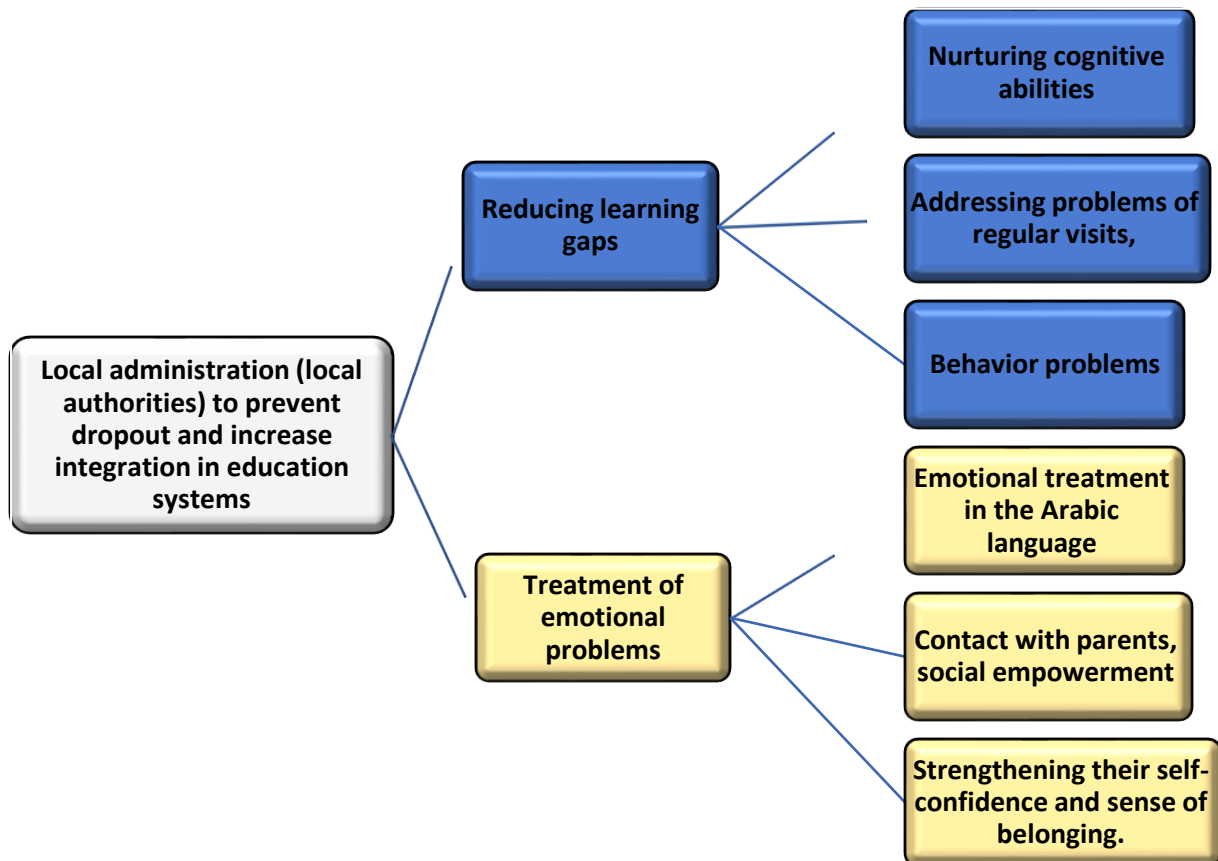 Local administration (local
authorities) to prevent
dropout and increase
integration in education
systems
Reducing learning
gaps
Nurturing cognitive
abilities
Addressing problems of
regular visits,
Behavior problems
Treatment of
emotional
problems
Emotional treatment
in the Arabic
language
Contact with parents,
social empowerment
Strengthening their self-
confidence and sense of
belonging.